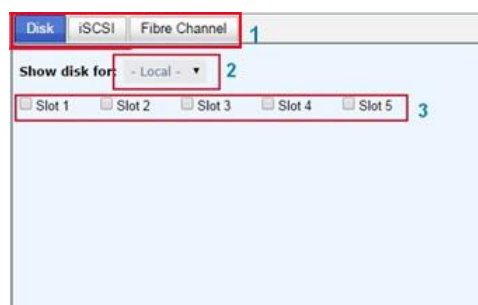 Disk iSCSI Fibre Channel 1
Show disk for: - Local - 2
Slot 1 Slot 2 Slot 3 Slot 4 Slot 5 3